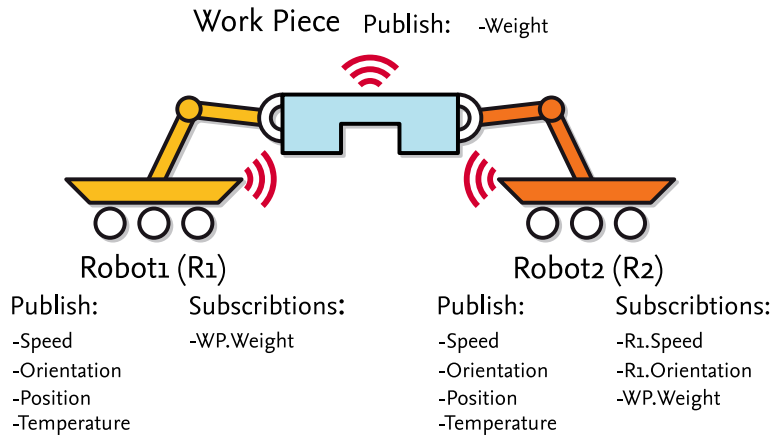 Work Piece Publish: -Weight
Robot1 (R1)
Publish:
-Speed
-Orientation
-Position
-Temperature
Subscribtions:
-WP.Weight
Robot2 (R2)
Publish:
-Speed
-Orientation
-Position
-Temperature
Subscribtions:
-R1.Speed
-R1.Orientation
-WP.Weight